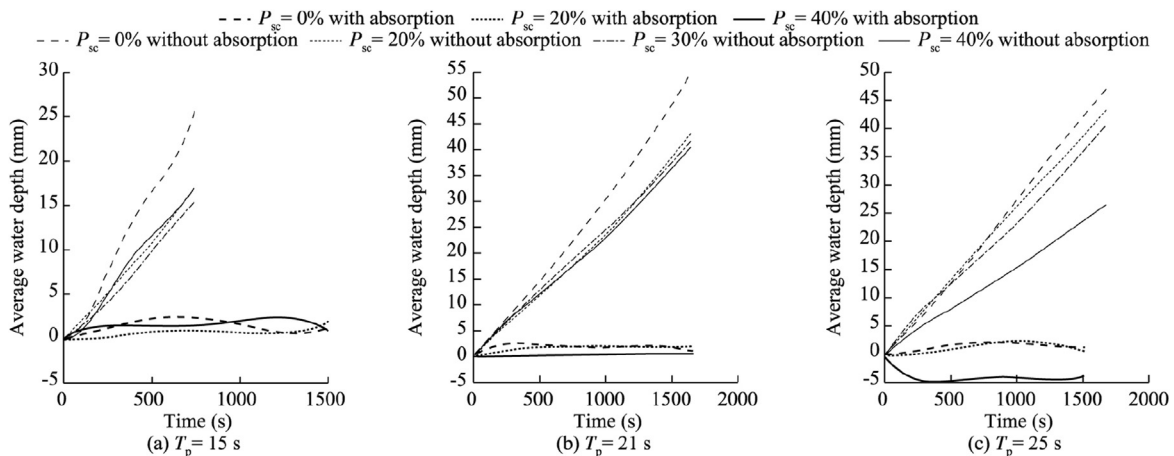 P_sc = 0% with absorption P_sc = 20% with absorption P_sc = 40% with absorption
P_sc = 0% without absorption P_sc = 20% without absorption P_sc = 30% without absorption P_sc = 40% without absorption
Average water depth (mm)
30
25
20
15
10
5
0
-5
0 500 1000 1500
Time (s)
(a) T_p = 15 s
Average water depth (mm)
55
50
45
40
35
30
25
20
15
10
5
0
-5
0 500 1000 1500 2000
Time (s)
(b) T_p = 21 s
Average water depth (mm)
50
45
40
35
30
25
20
15
10
5
0
-5
0 500 1000 1500 2000
Time (s)
(c) T_p = 25 s